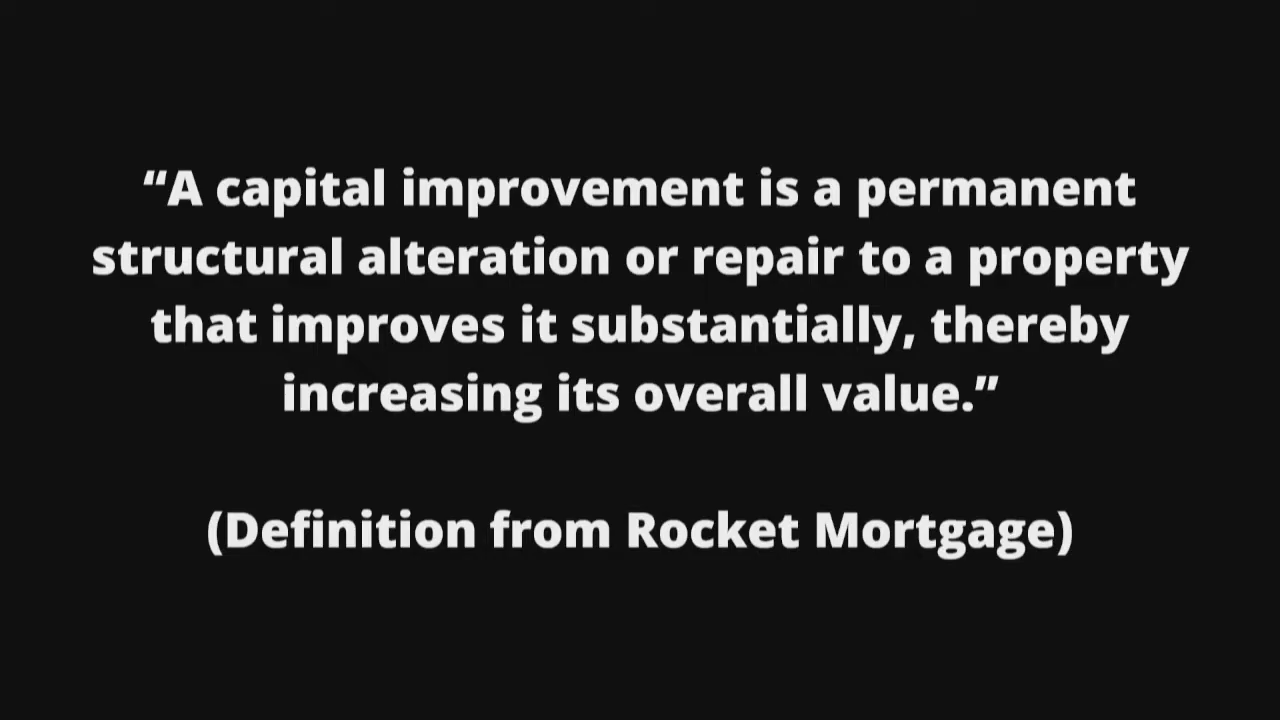 “A capital improvement is a permanent
structural alteration or repair to a property
that improves it substantially, thereby
increasing its overall value.”
(Definition from Rocket Mortgage)